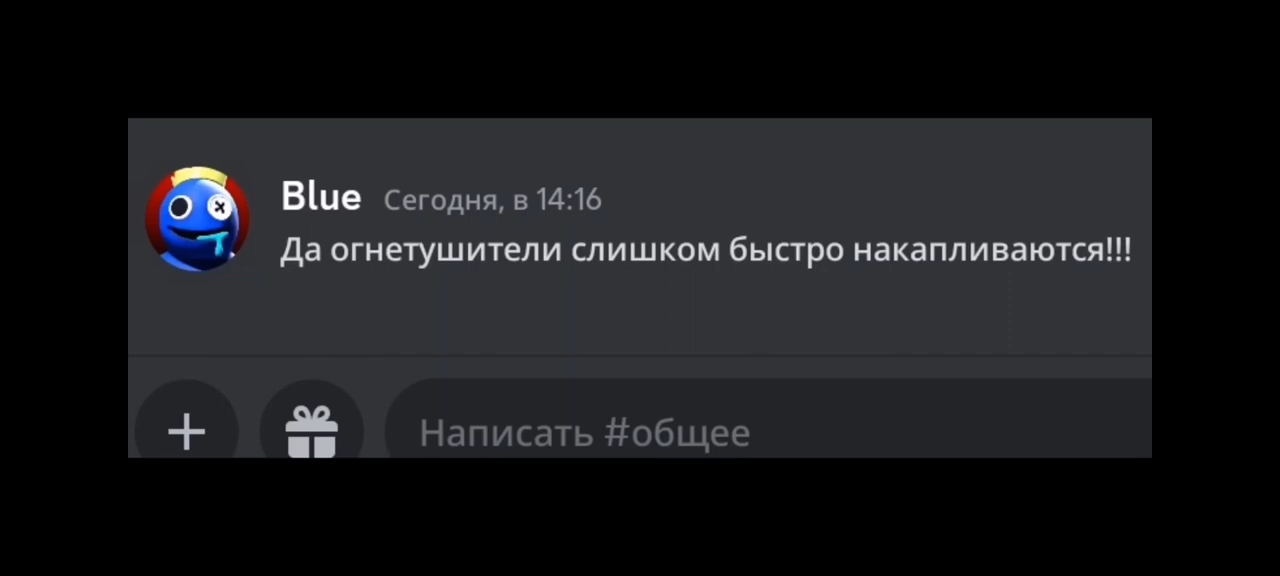 Blue Сегодня, в 14:16
Да огнетушители слишком быстро накапливаются!!!
Написать #общее